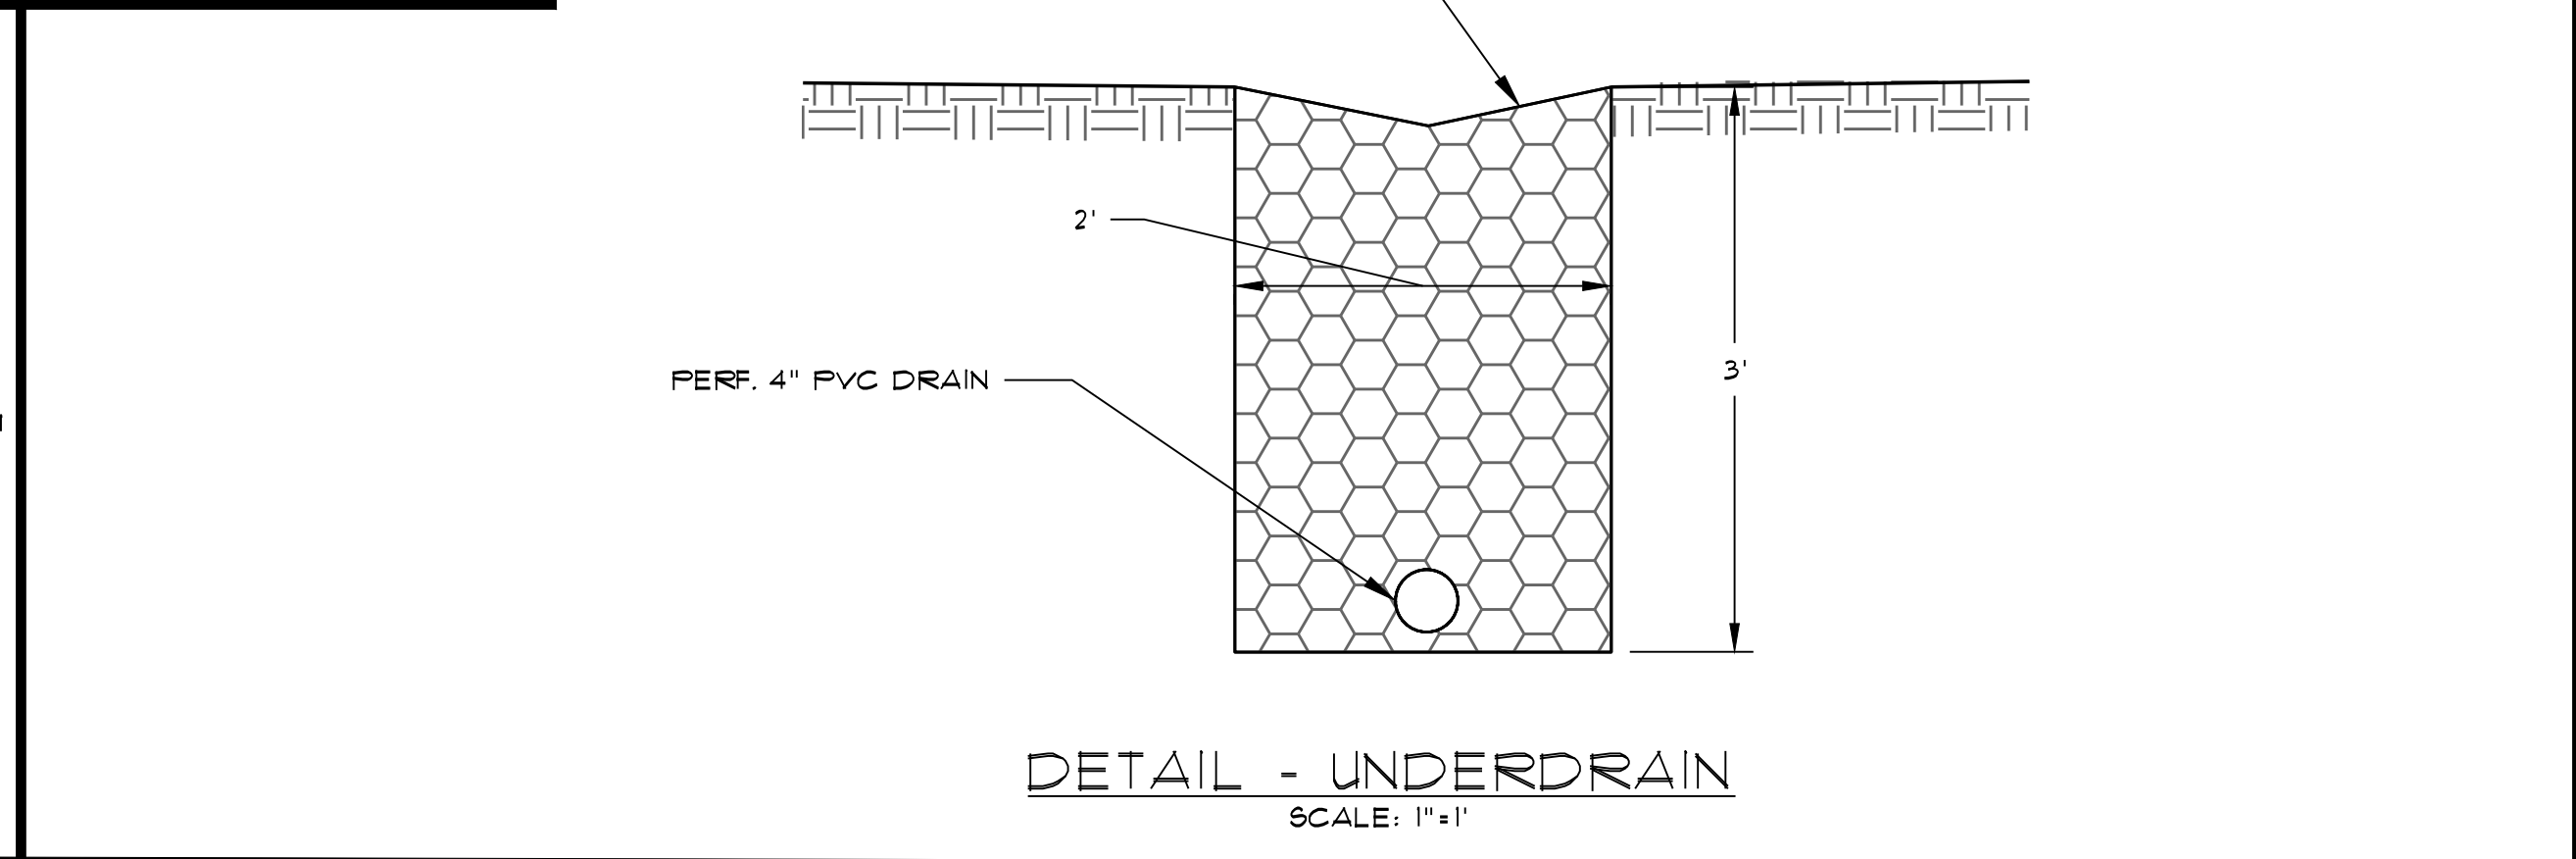 2'
PERF. 4" PVC DRAIN
3'
DETAIL - UNDERDRAIN
SCALE: 1"=1'